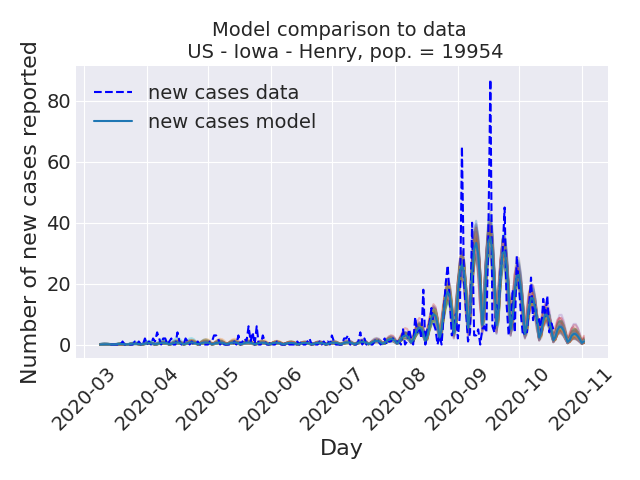 Model comparison to data
US - Iowa - Henry, pop. = 19954
Number of new cases reported
80
60
40
20
0
new cases data
new cases model
2020-03
2020-04
2020-05
2020-06
2020-07
2020-08
2020-09
2020-10
2020-11
Day